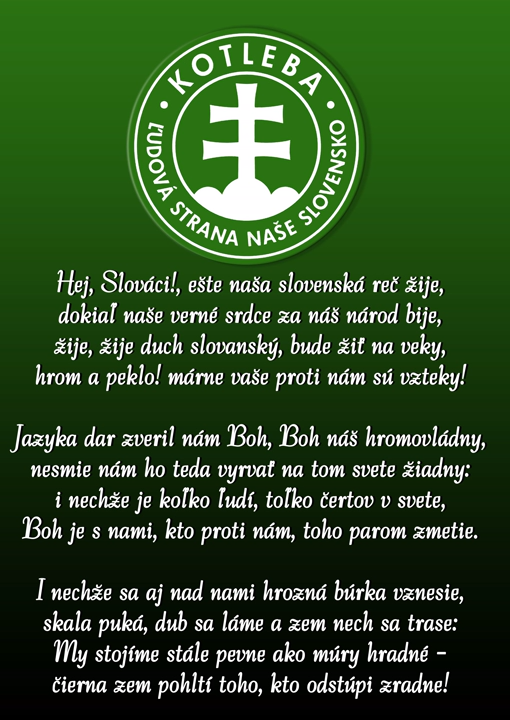 KOTLEBA
ĽUDOVÁ STRANA NAŠE SLOVENSKO
Hej, Slováci!, ešte naša slovenská reč žije,
dokiaľ naše verné srdce za náš národ bije,
žije, žije duch slovanský, bude žiť na veky,
hrom a peklo! márne vaše proti nám sú vzteky!
Jazyka dar zveril nám Boh, Boh náš hromovládny,
nesmie nám ho teda vyrvať na tom svete žiadny:
i nechže je koľko ľudí, toľko čertov v svete,
Boh je s nami, kto proti nám, toho parom zmetie.
I nechže sa aj nad nami hrozná búrka vznesie,
skala puká, dub sa láme a zem nech sa trase:
My stojíme stále pevne ako múry hradné -
čierna zem pohltí toho, kto odstúpi zradne!